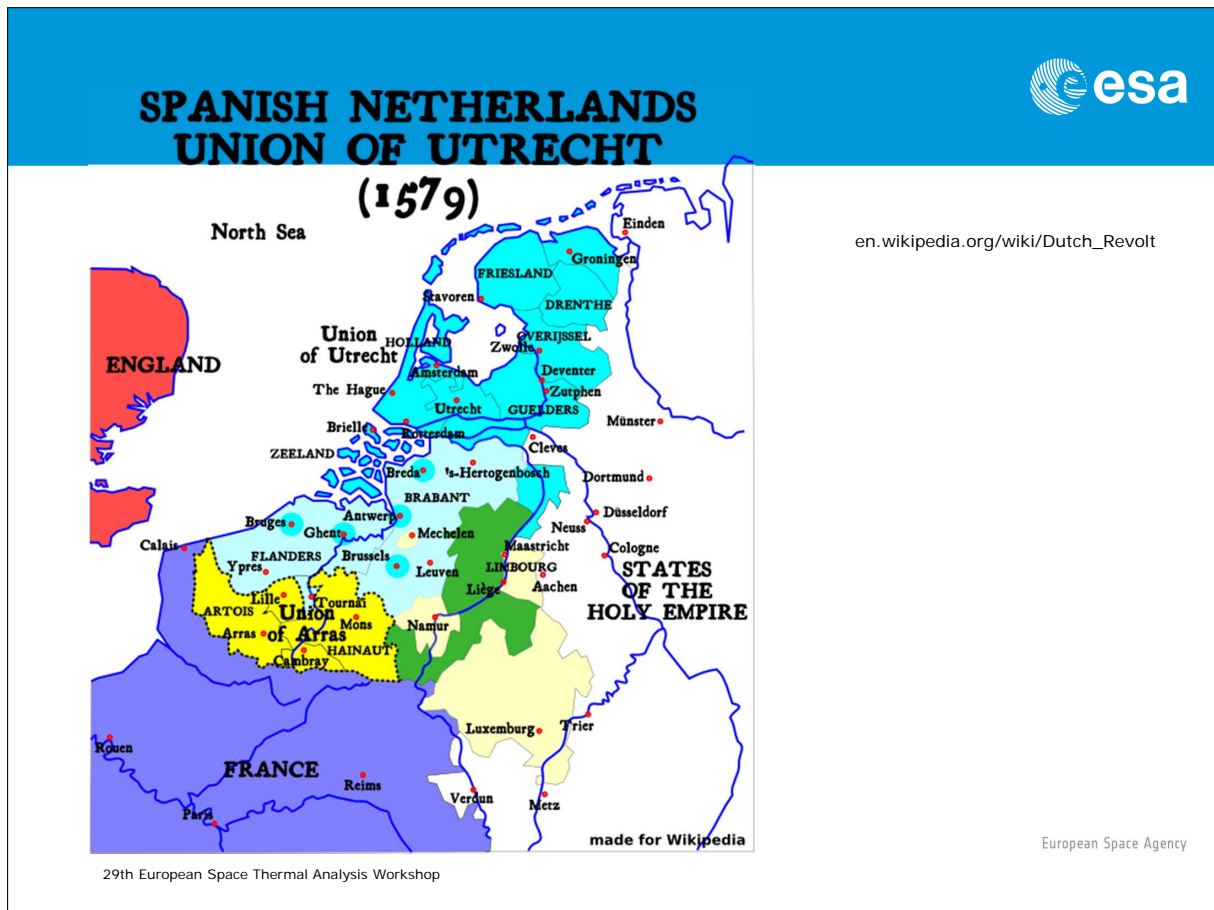 esa
SPANISH NETHERLANDS
UNION OF UTRECHT
(1579)
North Sea
en.wikipedia.org/wiki/Dutch_Revolt
Einden
Groningen
FRIESLAND
Stavoren
DRENTHE
Union
of Utrecht
HOLLAND
OVERIJSSEL
Zwolle
ENGLAND
Amsterdam
Deventer
The Hague
Zutphen
Utrecht
GUELDERS
Brielle
Rotterdam
Münster
Cleves
ZEELAND
Breda
's-Hertogenbosch
Dortmund
BRABANT
Antwerp
Düsseldorf
Bruges
Ghent
Mechelen
Neuss
Calais
Brussels
Maastricht
Cologne
FLANDERS
Ypres
Leuven
LIMBOURG
Aachen
Liège
STATES
OF THE
HOLY EMPIRE
Lille
Tournai
ARTOIS
Union
of Arras
Mons
Namur
Arras
HAINAUT
Cambray
Luxemburg
Trier
Rouen
FRANCE
Reims
Verdun
Metz
Paris
made for Wikipedia
European Space Agency
29th European Space Thermal Analysis Workshop